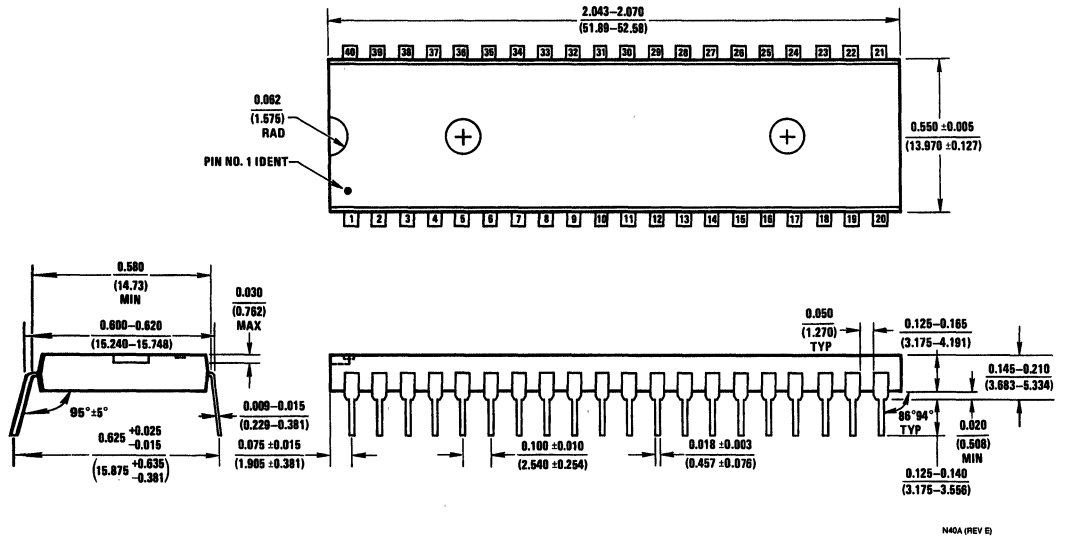 2.043–2.070
(51.89–52.58)
40 39 38 37 36 35 34 33 32 31 30 29 28 27 26 25 24 23 22 21
0.062
(1.575)
RAD
PIN NO. 1 IDENT
0.550 ±0.005
(13.970 ±0.127)
1 2 3 4 5 6 7 8 9 10 11 12 13 14 15 16 17 18 19 20
0.580
(14.73)
MIN
0.030
(0.762)
MAX
0.600–0.620
(15.240–15.748)
95°±5°
0.009–0.015
(0.229–0.381)
0.625 +0.025 -0.015
(15.875 +0.635 -0.381)
0.050
(1.270)
TYP
0.125–0.165
(3.175–4.191)
0.145–0.210
(3.683–5.334)
86°94°
TYP
0.020
(0.508)
MIN
0.075 ±0.015
(1.905 ±0.381)
0.100 ±0.010
(2.540 ±0.254)
0.018 ±0.003
(0.457 ±0.076)
0.125–0.140
(3.175–3.556)
N40A (REV E)